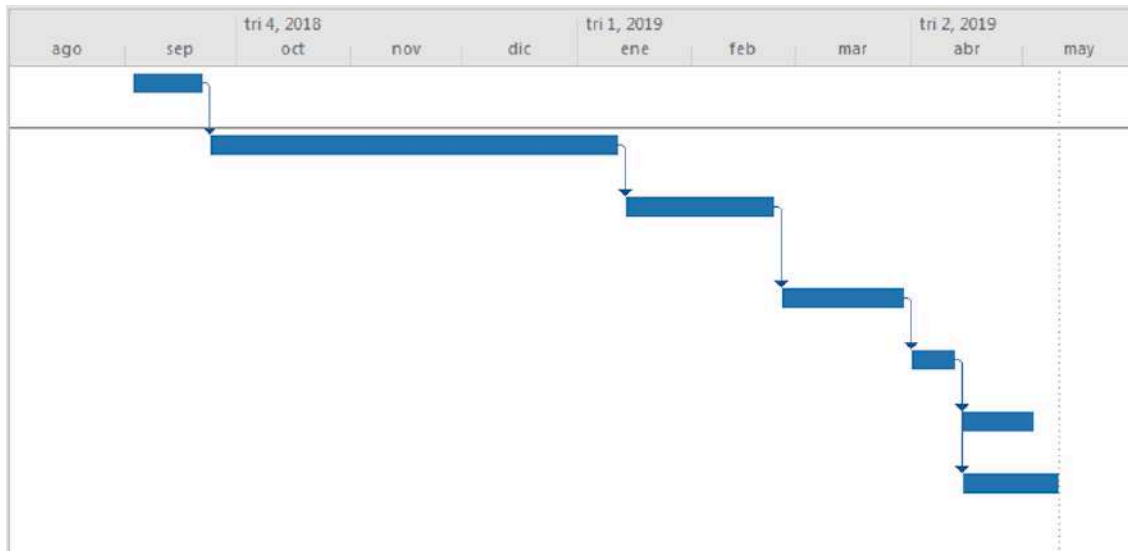 tri 4, 2018 tri 1, 2019 tri 2, 2019
ago sep oct nov dic ene feb mar abr may